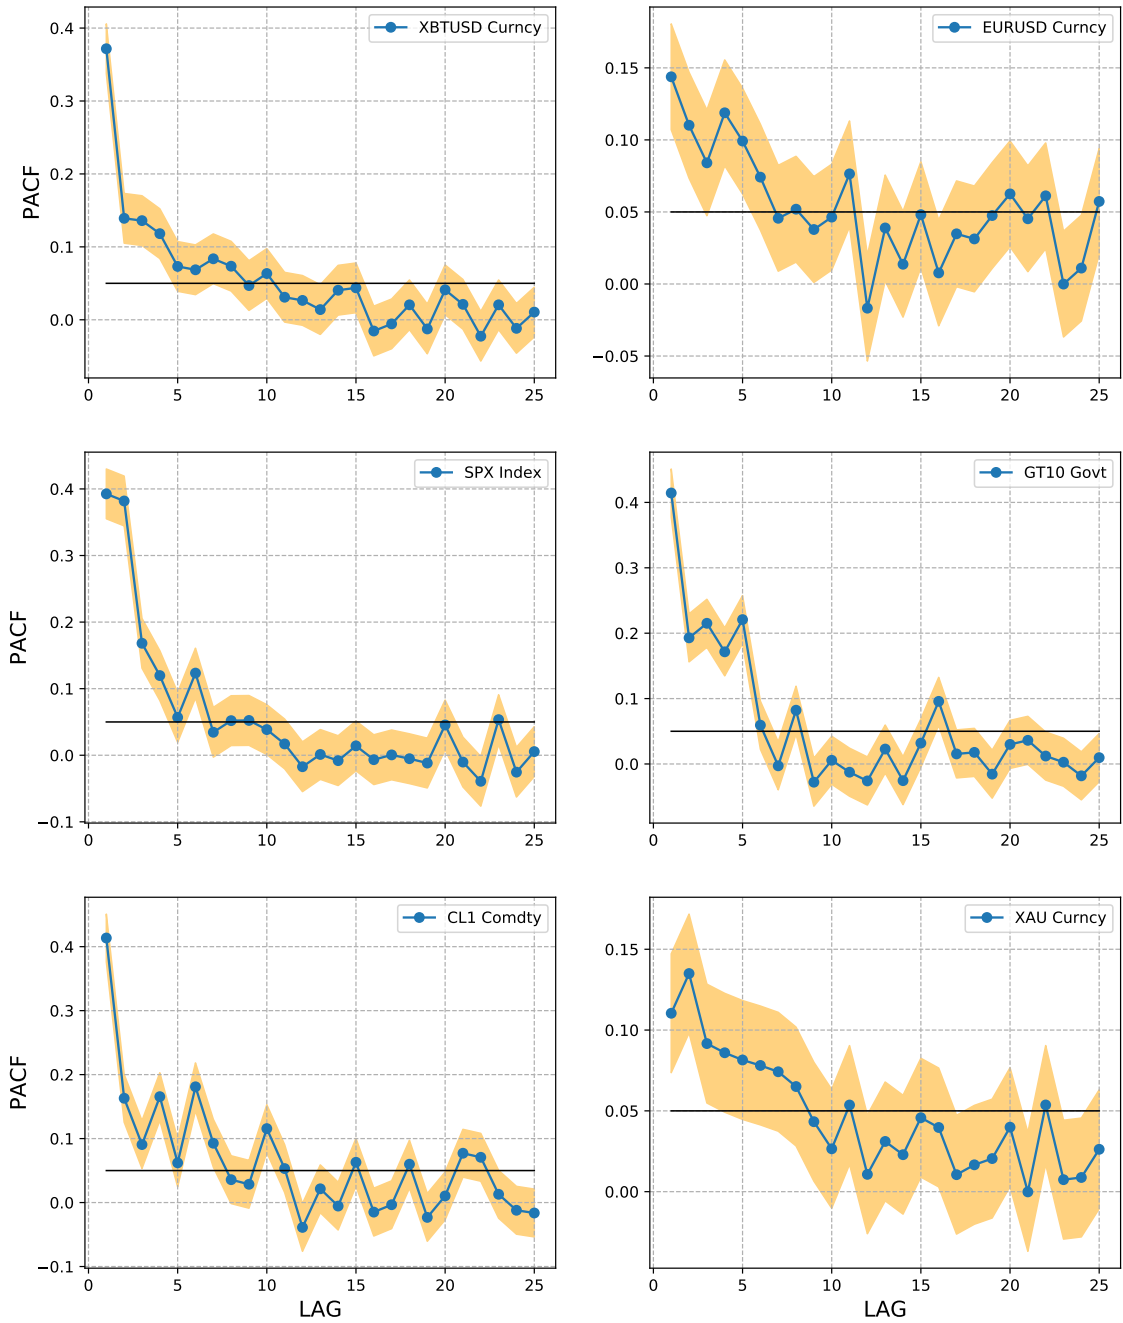 XBTUSD Curncy
PACF
0.4
0.3
0.2
0.1
0.0
0 5 10 15 20 25
EURUSD Curncy
0.15
0.10
0.05
0.00
−0.05
0 5 10 15 20 25
SPX Index
PACF
0.4
0.3
0.2
0.1
0.0
−0.1
0 5 10 15 20 25
GT10 Govt
0.4
0.3
0.2
0.1
0.0
0 5 10 15 20 25
CL1 Comdty
PACF
0.4
0.3
0.2
0.1
0.0
−0.1
0 5 10 15 20 25
LAG
XAU Curncy
0.15
0.10
0.05
0.00
0 5 10 15 20 25
LAG